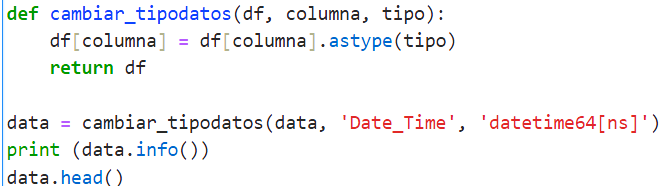 def cambiar_tipodatos(df, columna, tipo):
    df[columna] = df[columna].astype(tipo)
    return df
data = cambiar_tipodatos(data, 'Date_Time', 'datetime64[ns]')
print (data.info())
data.head()